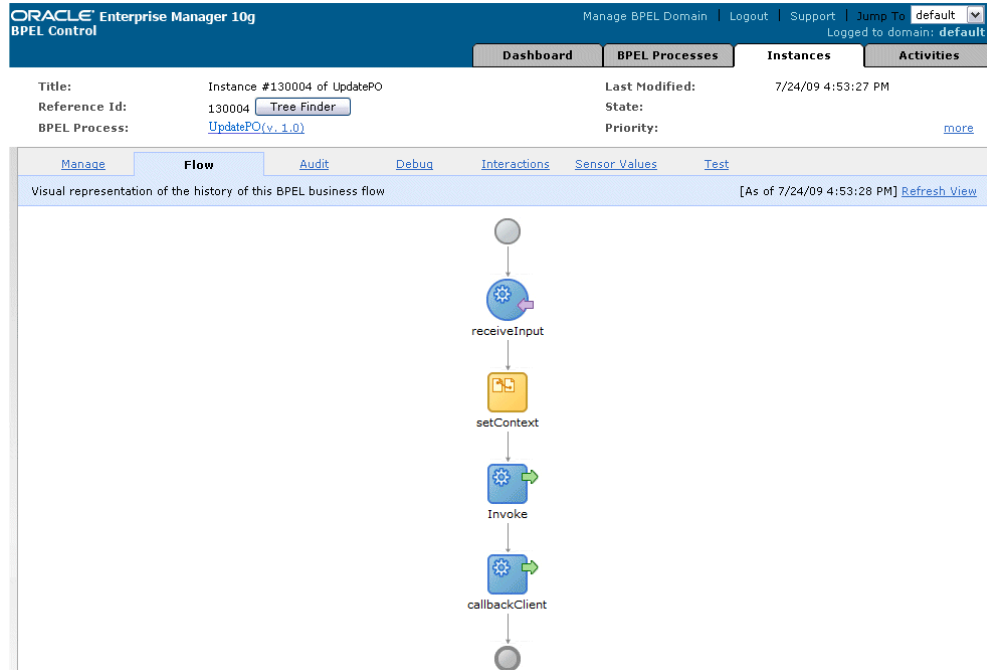 ORACLE Enterprise Manager 10g
BPEL Control
Manage BPEL Domain | Logout | Support | Jump To default
Logged to domain: default
Dashboard BPEL Processes Instances Activities
Title: Instance #130004 of UpdatePO Last Modified: 7/24/09 4:53:27 PM
Reference Id: 130004 Tree Finder State:
BPEL Process: UpdatePO(v. 1.0) Priority: more
Manage Flow Audit Debug Interactions Sensor Values Test
Visual representation of the history of this BPEL business flow [As of 7/24/09 4:53:28 PM] Refresh View
receiveInput
setContext
Invoke
callbackClient